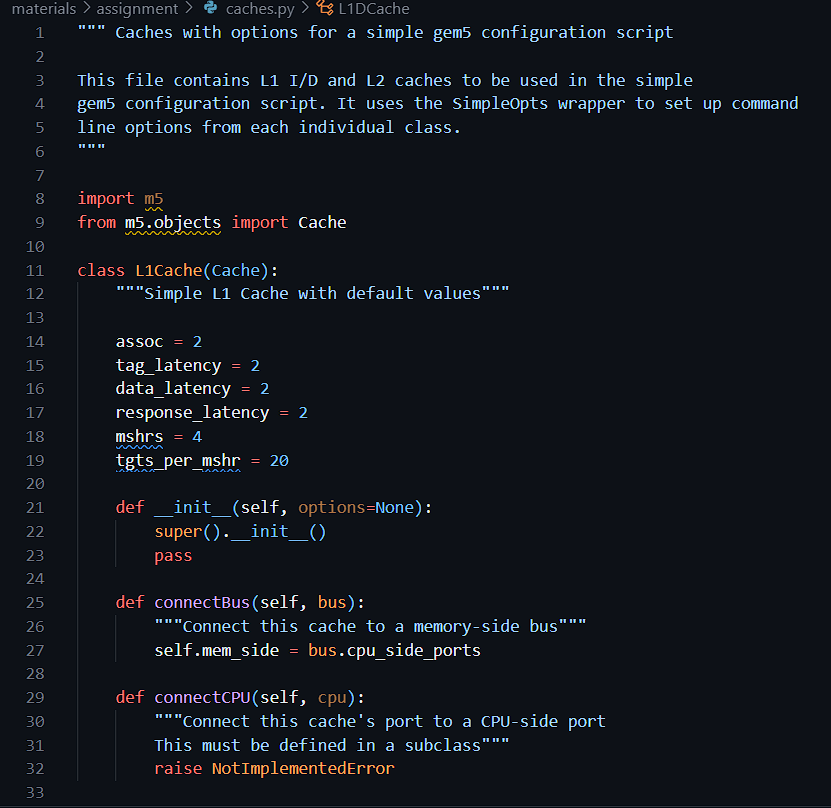 materials > assignment > caches.py > L1DCache
1 """ Caches with options for a simple gem5 configuration script
2
3 This file contains L1 I/D and L2 caches to be used in the simple
4 gem5 configuration script. It uses the SimpleOpts wrapper to set up command
5 line options from each individual class.
6 """
7
8 import m5
9 from m5.objects import Cache
10
11 class L1Cache(Cache):
12     """Simple L1 Cache with default values"""
13
14     assoc = 2
15     tag_latency = 2
16     data_latency = 2
17     response_latency = 2
18     mshrs = 4
19     tgts_per_mshr = 20
20
21     def __init__(self, options=None):
22         super().__init__()
23         pass
24
25     def connectBus(self, bus):
26         """Connect this cache to a memory-side bus"""
27         self.mem_side = bus.cpu_side_ports
28
29     def connectCPU(self, cpu):
30         """Connect this cache's port to a CPU-side port
31         This must be defined in a subclass"""
32         raise NotImplementedError
33